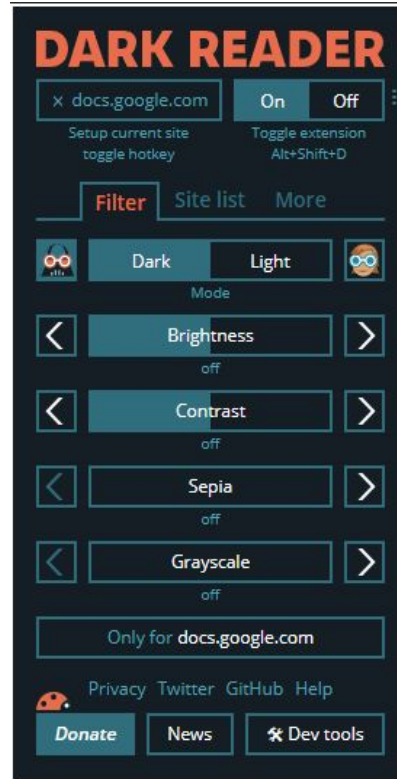 DARK READER
× docs.google.com On Off
Setup current site Toggle extension
toggle hotkey Alt+Shift+D
Filter Site list More
Dark Light
Mode
Brightness
off
Contrast
off
Sepia
off
Grayscale
off
Only for docs.google.com
Privacy Twitter GitHub Help
Donate News 🛠 Dev tools